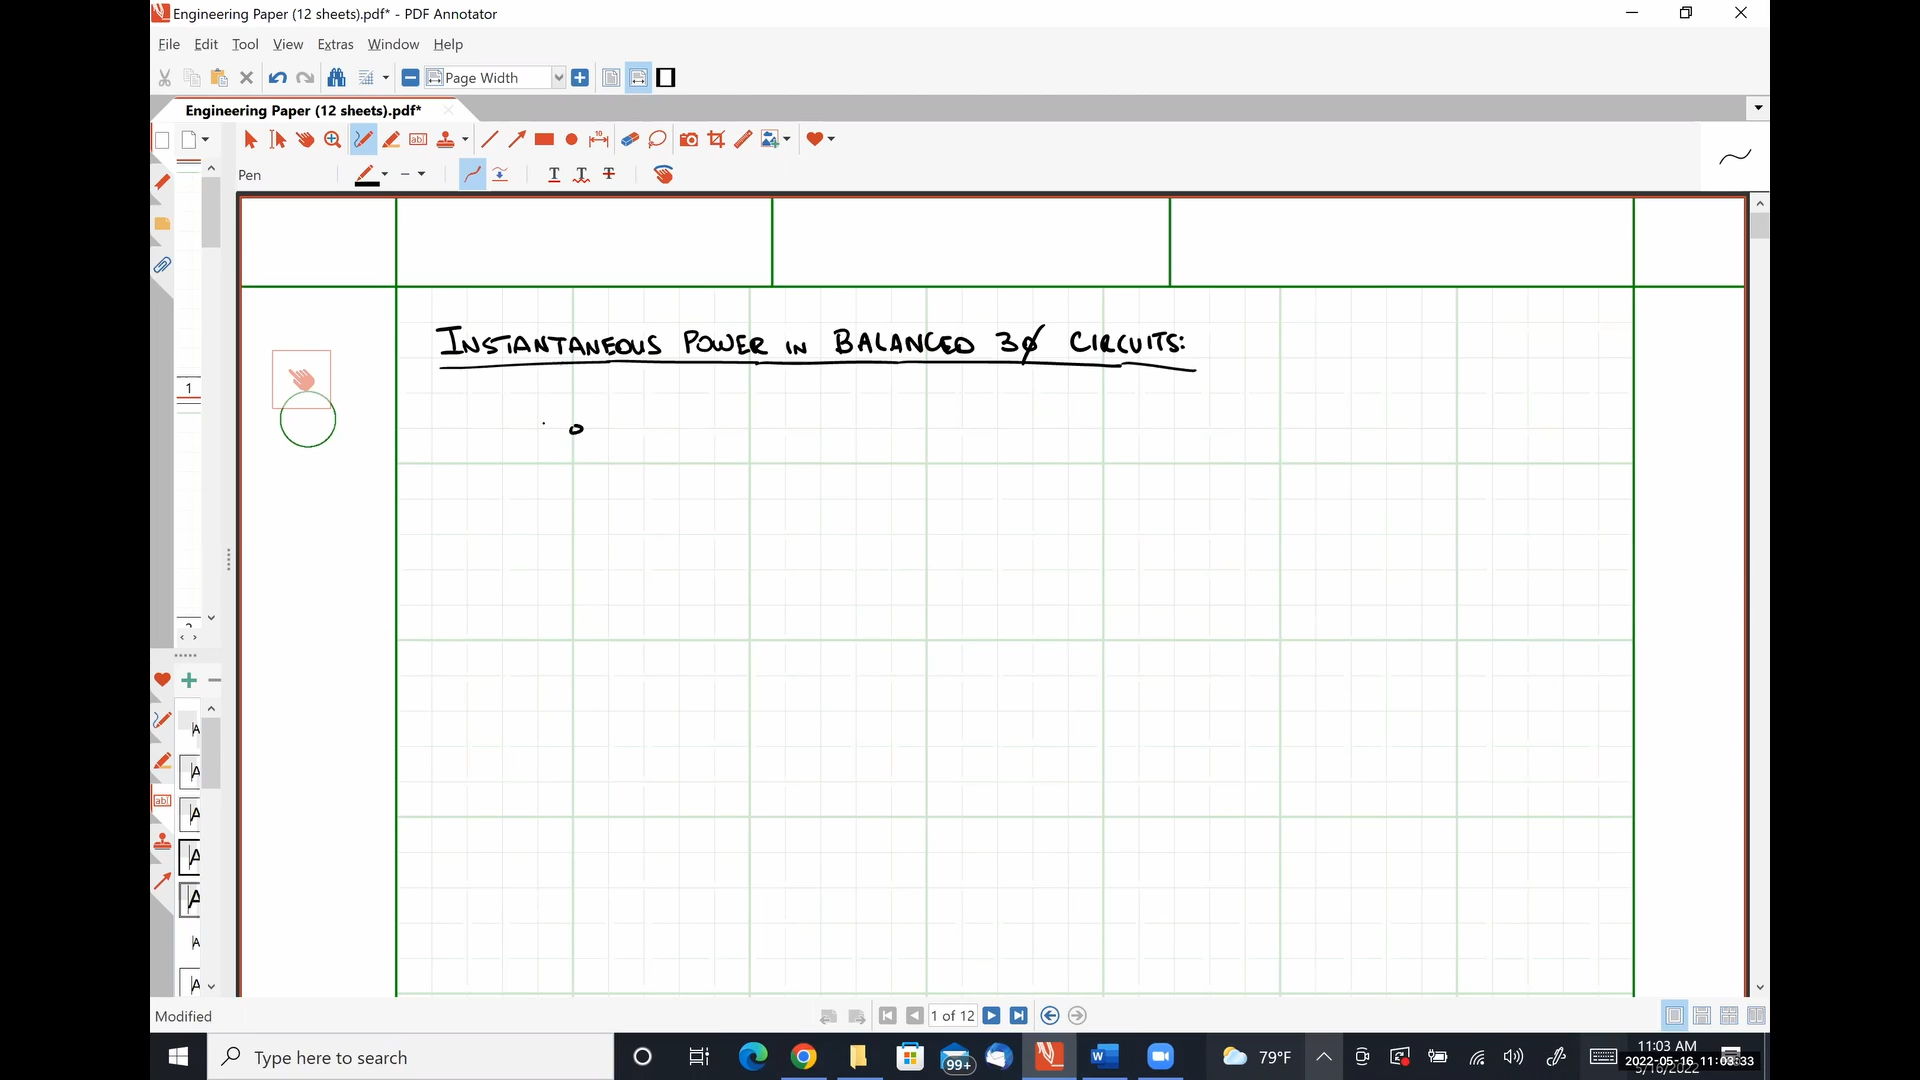 Engineering Paper (12 sheets).pdf* - PDF Annotator
File Edit Tool View Extras Window Help
Page Width
Engineering Paper (12 sheets).pdf*
Pen
INSTANTANEOUS POWER IN BALANCED 3ϕ CIRCUITS:
1
Modified
1 of 12
Type here to search
99+
79°F
11:03 AM
2022-05-16 11:03:33